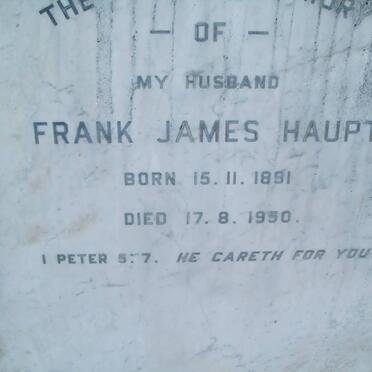 THE
— OF —
MY HUSBAND
FRANK JAMES HAUPT
BORN 15.11.1891
DIED 17.8.1950.
I PETER 5:7. HE CARETH FOR YOU